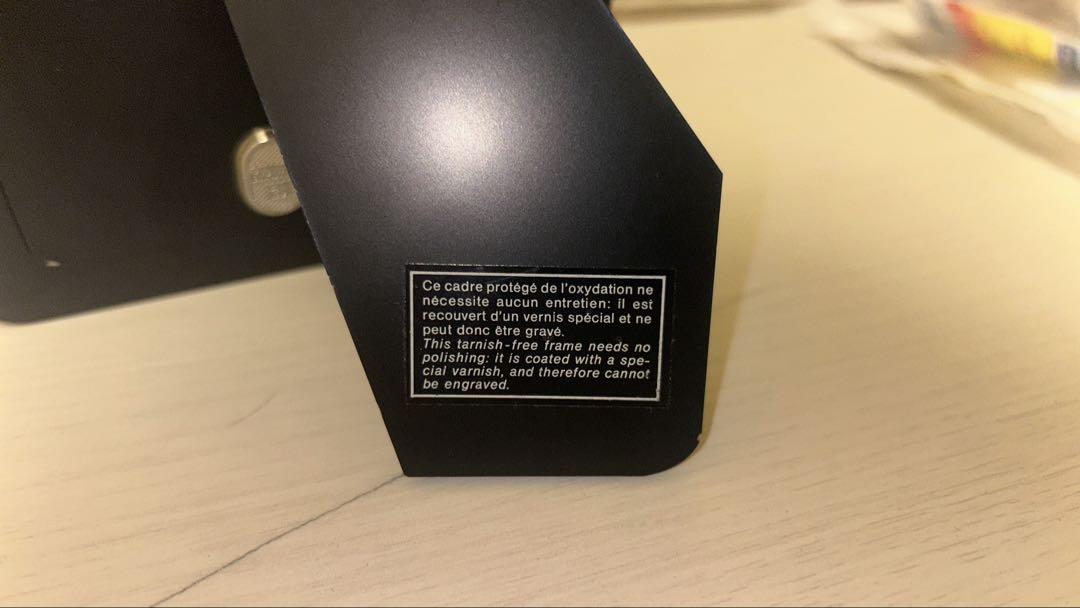 Ce cadre protégé de l'oxydation ne
nécessite aucun entretien: il est
recouvert d'un vernis spécial et ne
peut donc être gravé.
This tarnish-free frame needs no
polishing: it is coated with a spe-
cial varnish, and therefore cannot
be engraved.